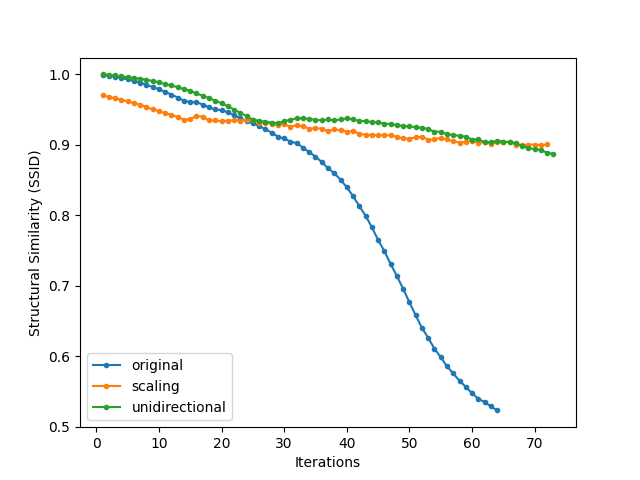 1.0
0.9
0.8
0.7
0.6
0.5
Structural Similarity (SSID)
original
scaling
unidirectional
0 10 20 30 40 50 60 70
Iterations